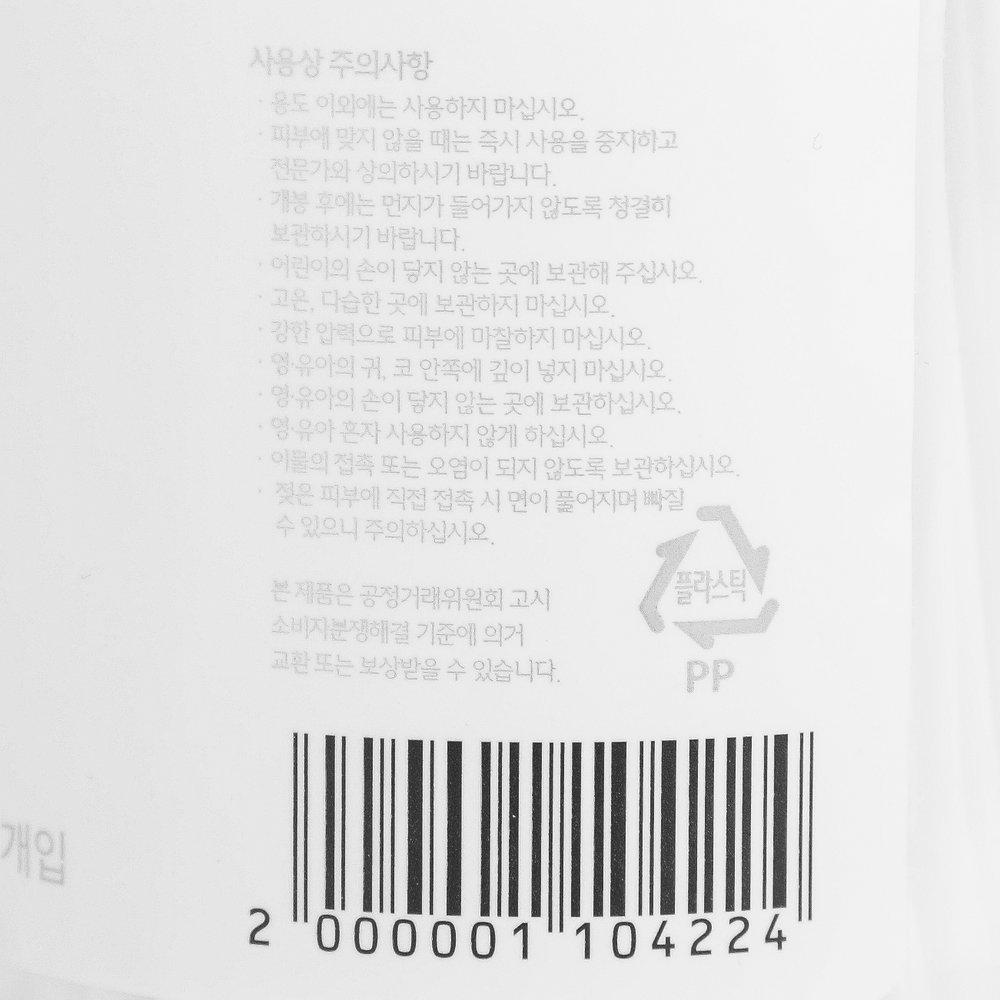 사용상 주의사항
· 용도 이외에는 사용하지 마십시오.
· 피부에 맞지 않을 때는 즉시 사용을 중지하고
전문가와 상의하시기 바랍니다.
· 개봉 후에는 먼지가 들어가지 않도록 청결히
보관하시기 바랍니다.
· 어린이의 손이 닿지 않는 곳에 보관해 주십시오.
· 고온, 다습한 곳에 보관하지 마십시오.
· 강한 압력으로 피부에 마찰하지 마십시오.
· 영·유아의 귀, 코 안쪽에 깊이 넣지 마십시오.
· 영·유아의 손이 닿지 않는 곳에 보관하십시오.
· 영·유아 혼자 사용하지 않게 하십시오.
· 이물의 접촉 또는 오염이 되지 않도록 보관하십시오.
· 젖은 피부에 직접 접촉 시 면이 풀어지며 빠질
수 있으니 주의하십시오.
플라스틱
PP
본 제품은 공정거래위원회 고시
소비자분쟁해결 기준에 의거
교환 또는 보상받을 수 있습니다.
개입
2 000001 104224